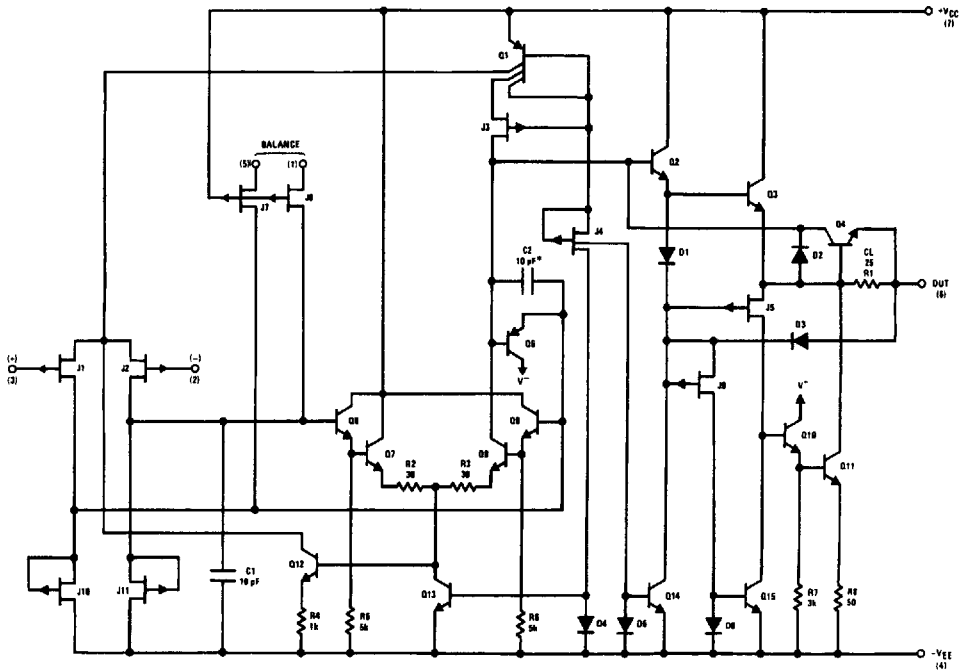 +VCC
(7)
Q1
J3
BALANCE
(5)
(1)
J7
J6
Q2
Q3
Q4
J4
C2
10 pF*
D1
D2
CL
25
R1
OUT
(6)
J5
D3
Q5
V−
(+)
(3)
J1
J2
(−)
(2)
J8
V−
Q6
Q7
Q8
Q9
Q10
Q11
R2
30
R3
30
J10
J11
C1
10 pF
Q12
Q13
R4
1k
R5
5k
R6
5k
D4
D5
Q14
D6
Q15
R7
3k
R8
50
−VEE
(4)